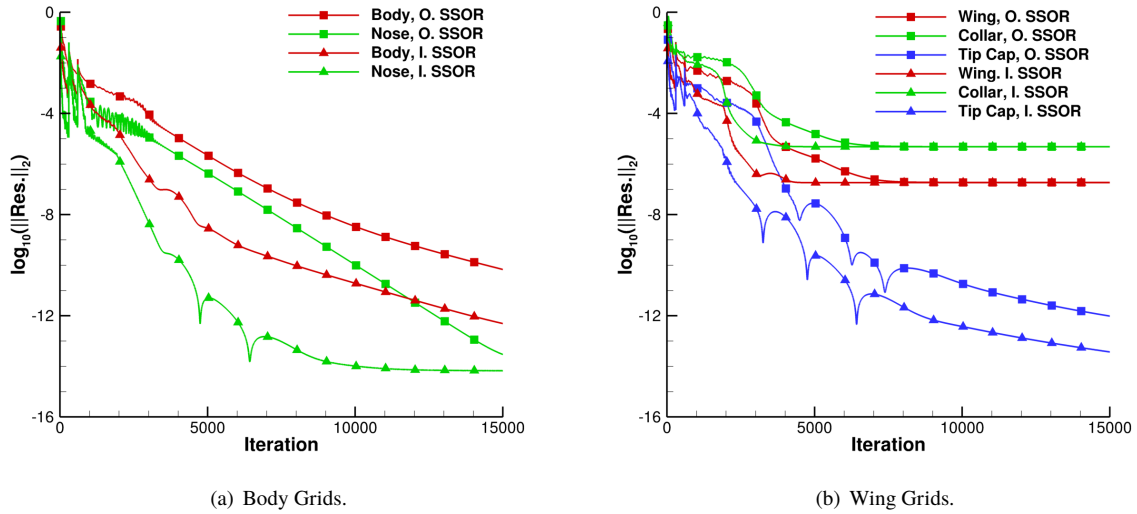 log10(||Res.||2)
0
-4
-8
-12
-16
0
5000
10000
15000
Iteration
Body, O. SSOR
Nose, O. SSOR
Body, I. SSOR
Nose, I. SSOR
(a) Body Grids.
log10(||Res.||2)
0
-4
-8
-12
-16
0
5000
10000
15000
Iteration
Wing, O. SSOR
Collar, O. SSOR
Tip Cap, O. SSOR
Wing. I. SSOR
Collar, I. SSOR
Tip Cap, I. SSOR
(b) Wing Grids.